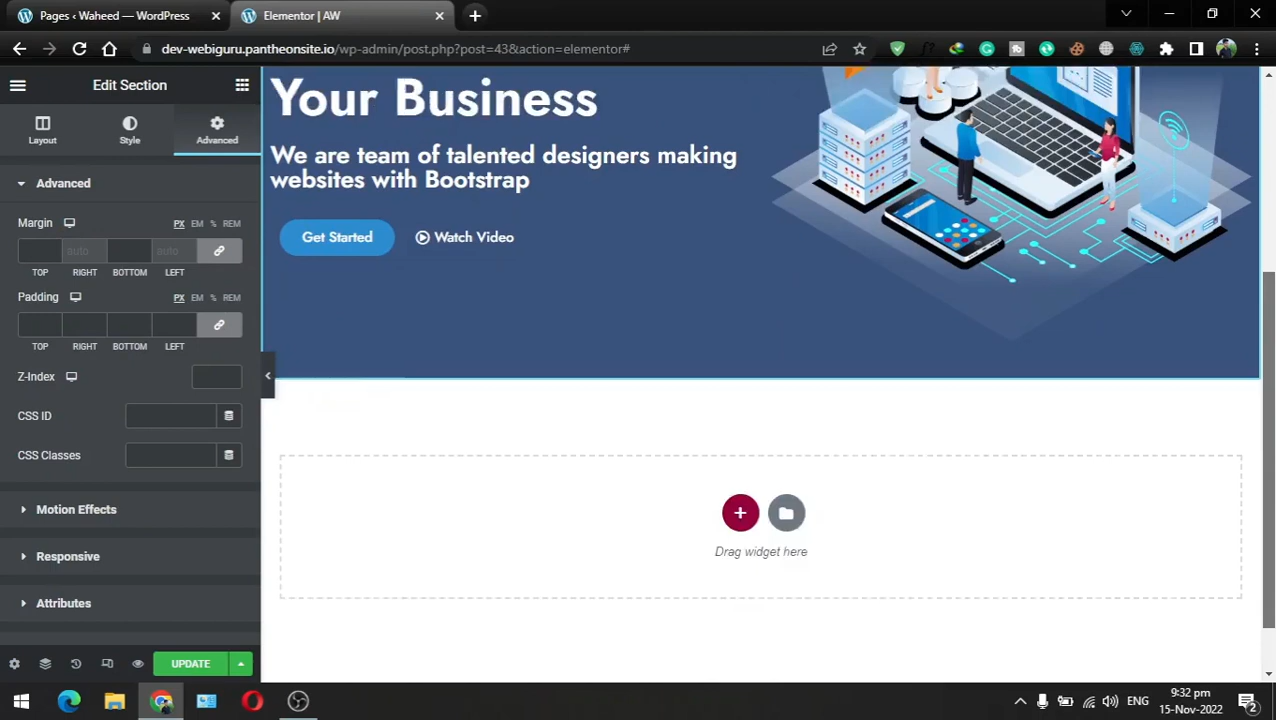 Pages ‹ Waheed — WordPress
Elementor | AW
dev-webiguru.pantheonsite.io/wp-admin/post.php?post=43&action=elementor#
Edit Section
Layout
Style
Advanced
Advanced
Margin
PX EM % REM
auto auto
TOP RIGHT BOTTOM LEFT
Padding
PX EM % REM
TOP RIGHT BOTTOM LEFT
Z-Index
CSS ID
CSS Classes
Motion Effects
Responsive
Attributes
UPDATE
Your Business
We are team of talented designers making
websites with Bootstrap
Get Started
Watch Video
Drag widget here
ENG
9:32 pm
15-Nov-2022
2